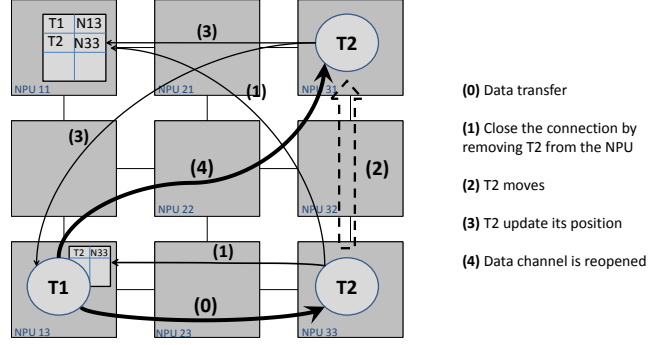 T1 N13
T2 N33
(3)
T2
NPU 11
NPU 21
NPU 31
(1)
(3)
(4)
(2)
NPU 22
NPU 32
T2 N33
(1)
T1
T2
(0)
NPU 13
NPU 23
NPU 33
(0) Data transfer
(1) Close the connection by
removing T2 from the NPU
(2) T2 moves
(3) T2 update its position
(4) Data channel is reopened